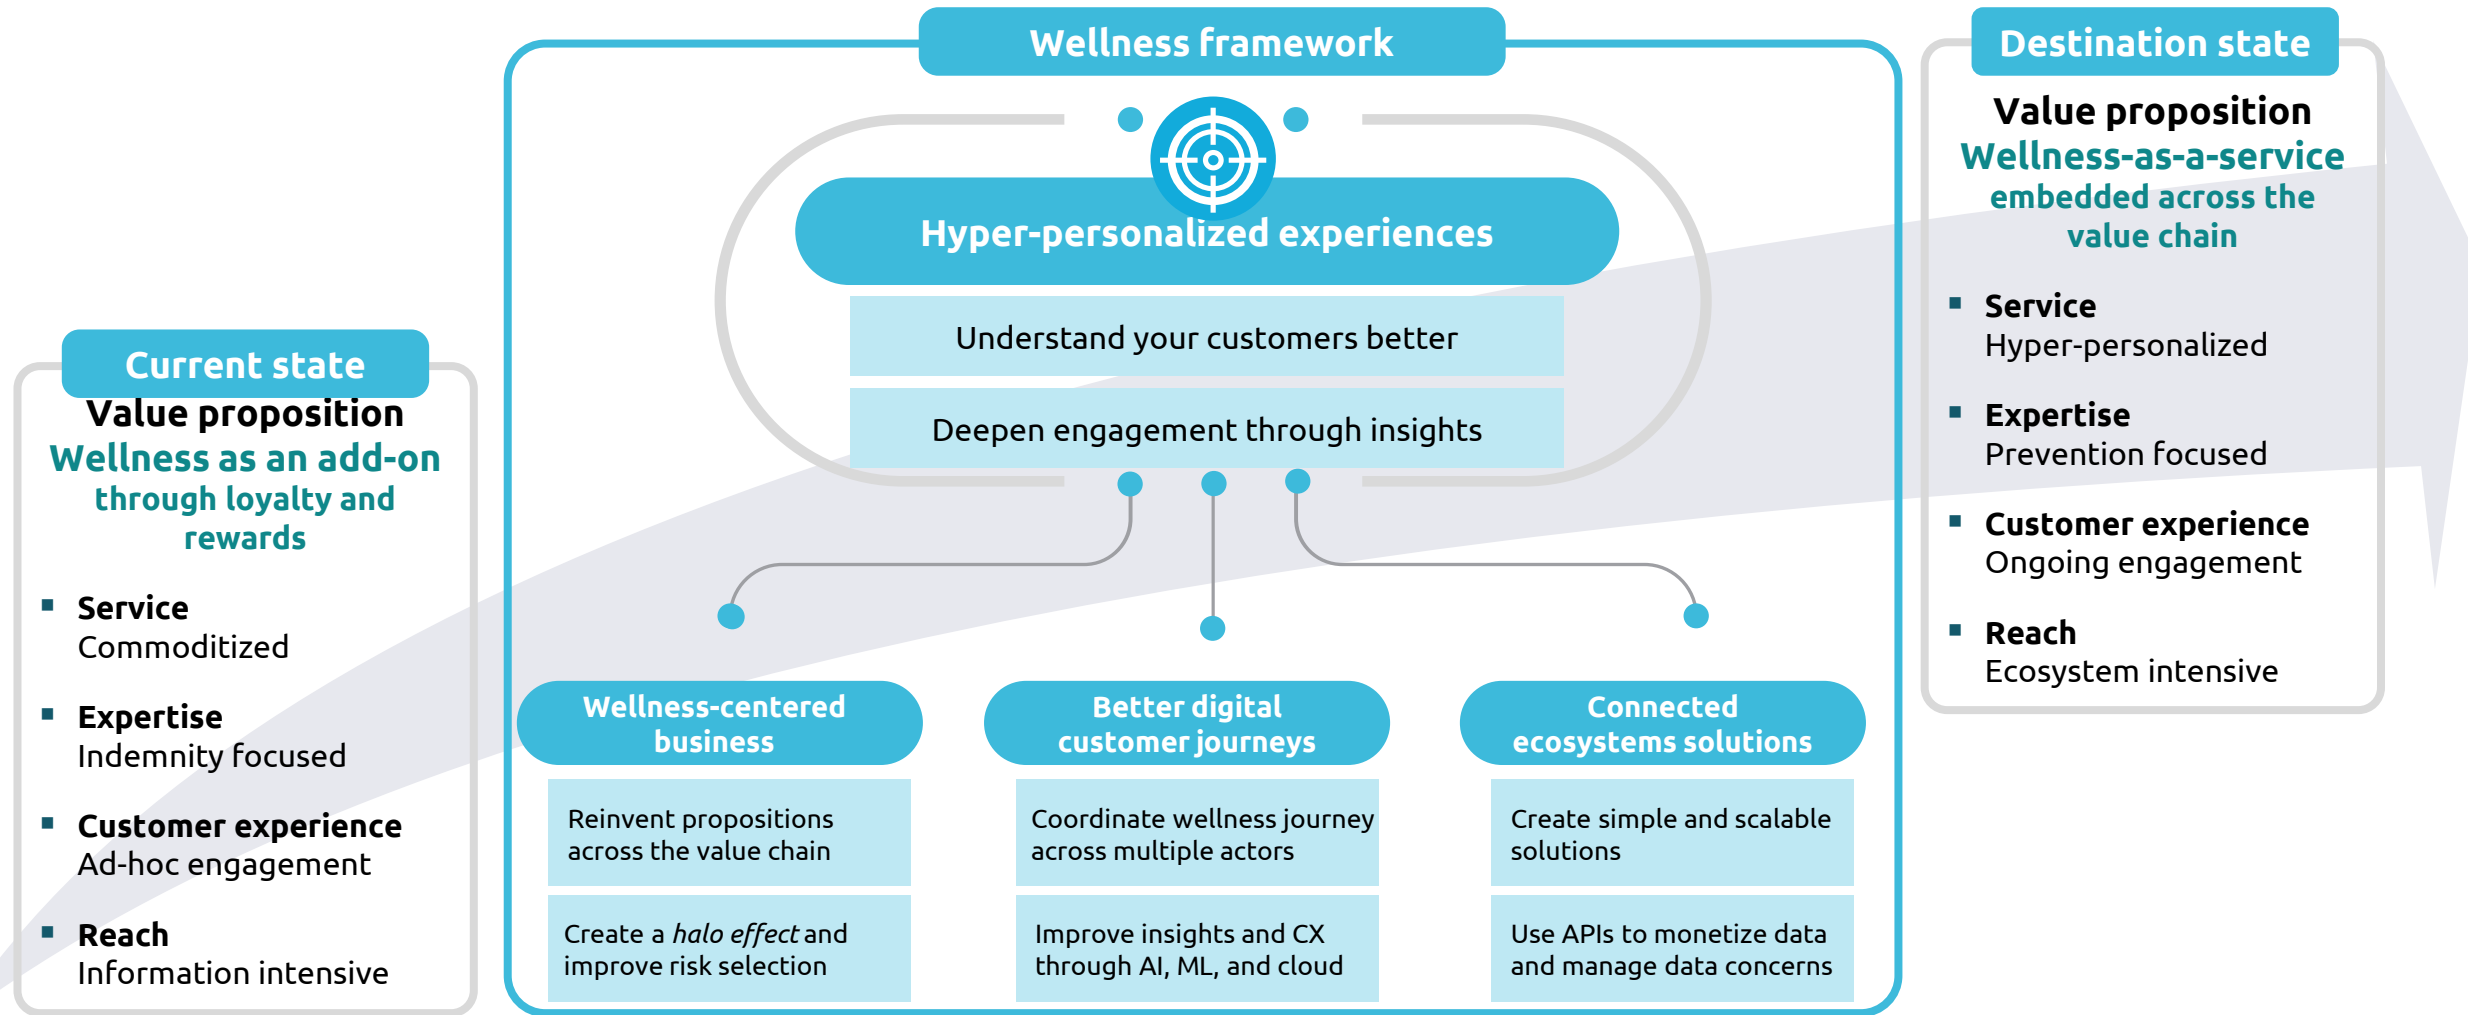 Current state
Value proposition
Wellness as an add-on
through loyalty and
rewards
Service
Commoditized
Expertise
Indemnity focused
Customer experience
Ad-hoc engagement
Reach
Information intensive
Wellness framework
Hyper-personalized experiences
Understand your customers better
Deepen engagement through insights
Wellness-centered
business
Reinvent propositions
across the value chain
Create a halo effect and
improve risk selection
Better digital
customer journeys
Coordinate wellness journey
across multiple actors
Improve insights and CX
through AI, ML, and cloud
Connected
ecosystems solutions
Create simple and scalable
solutions
Use APIs to monetize data
and manage data concerns
Destination state
Value proposition
Wellness-as-a-service
embedded across the
value chain
Service
Hyper-personalized
Expertise
Prevention focused
Customer experience
Ongoing engagement
Reach
Ecosystem intensive